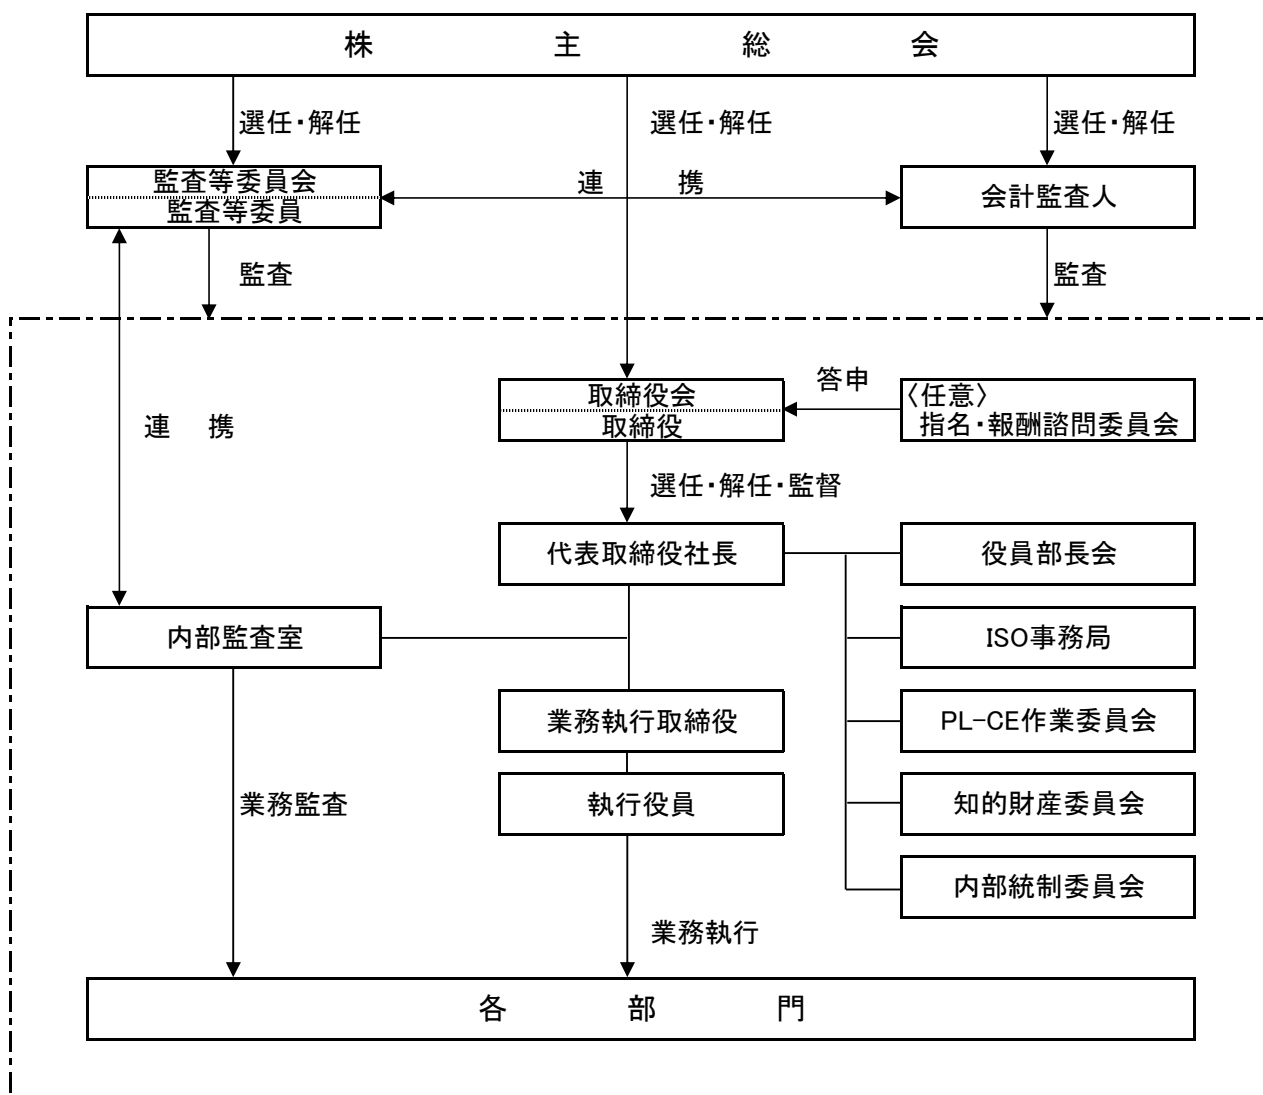 株主総会
選任・解任
選任・解任
選任・解任
監査等委員会
監査等委員
連携
会計監査人
監査
監査
取締役会
取締役
答申
〈任意〉
指名・報酬諮問委員会
連携
選任・解任・監督
代表取締役社長
役員部長会
内部監査室
ISO事務局
業務執行取締役
PL-CE作業委員会
業務監査
執行役員
知的財産委員会
内部統制委員会
業務執行
各部門